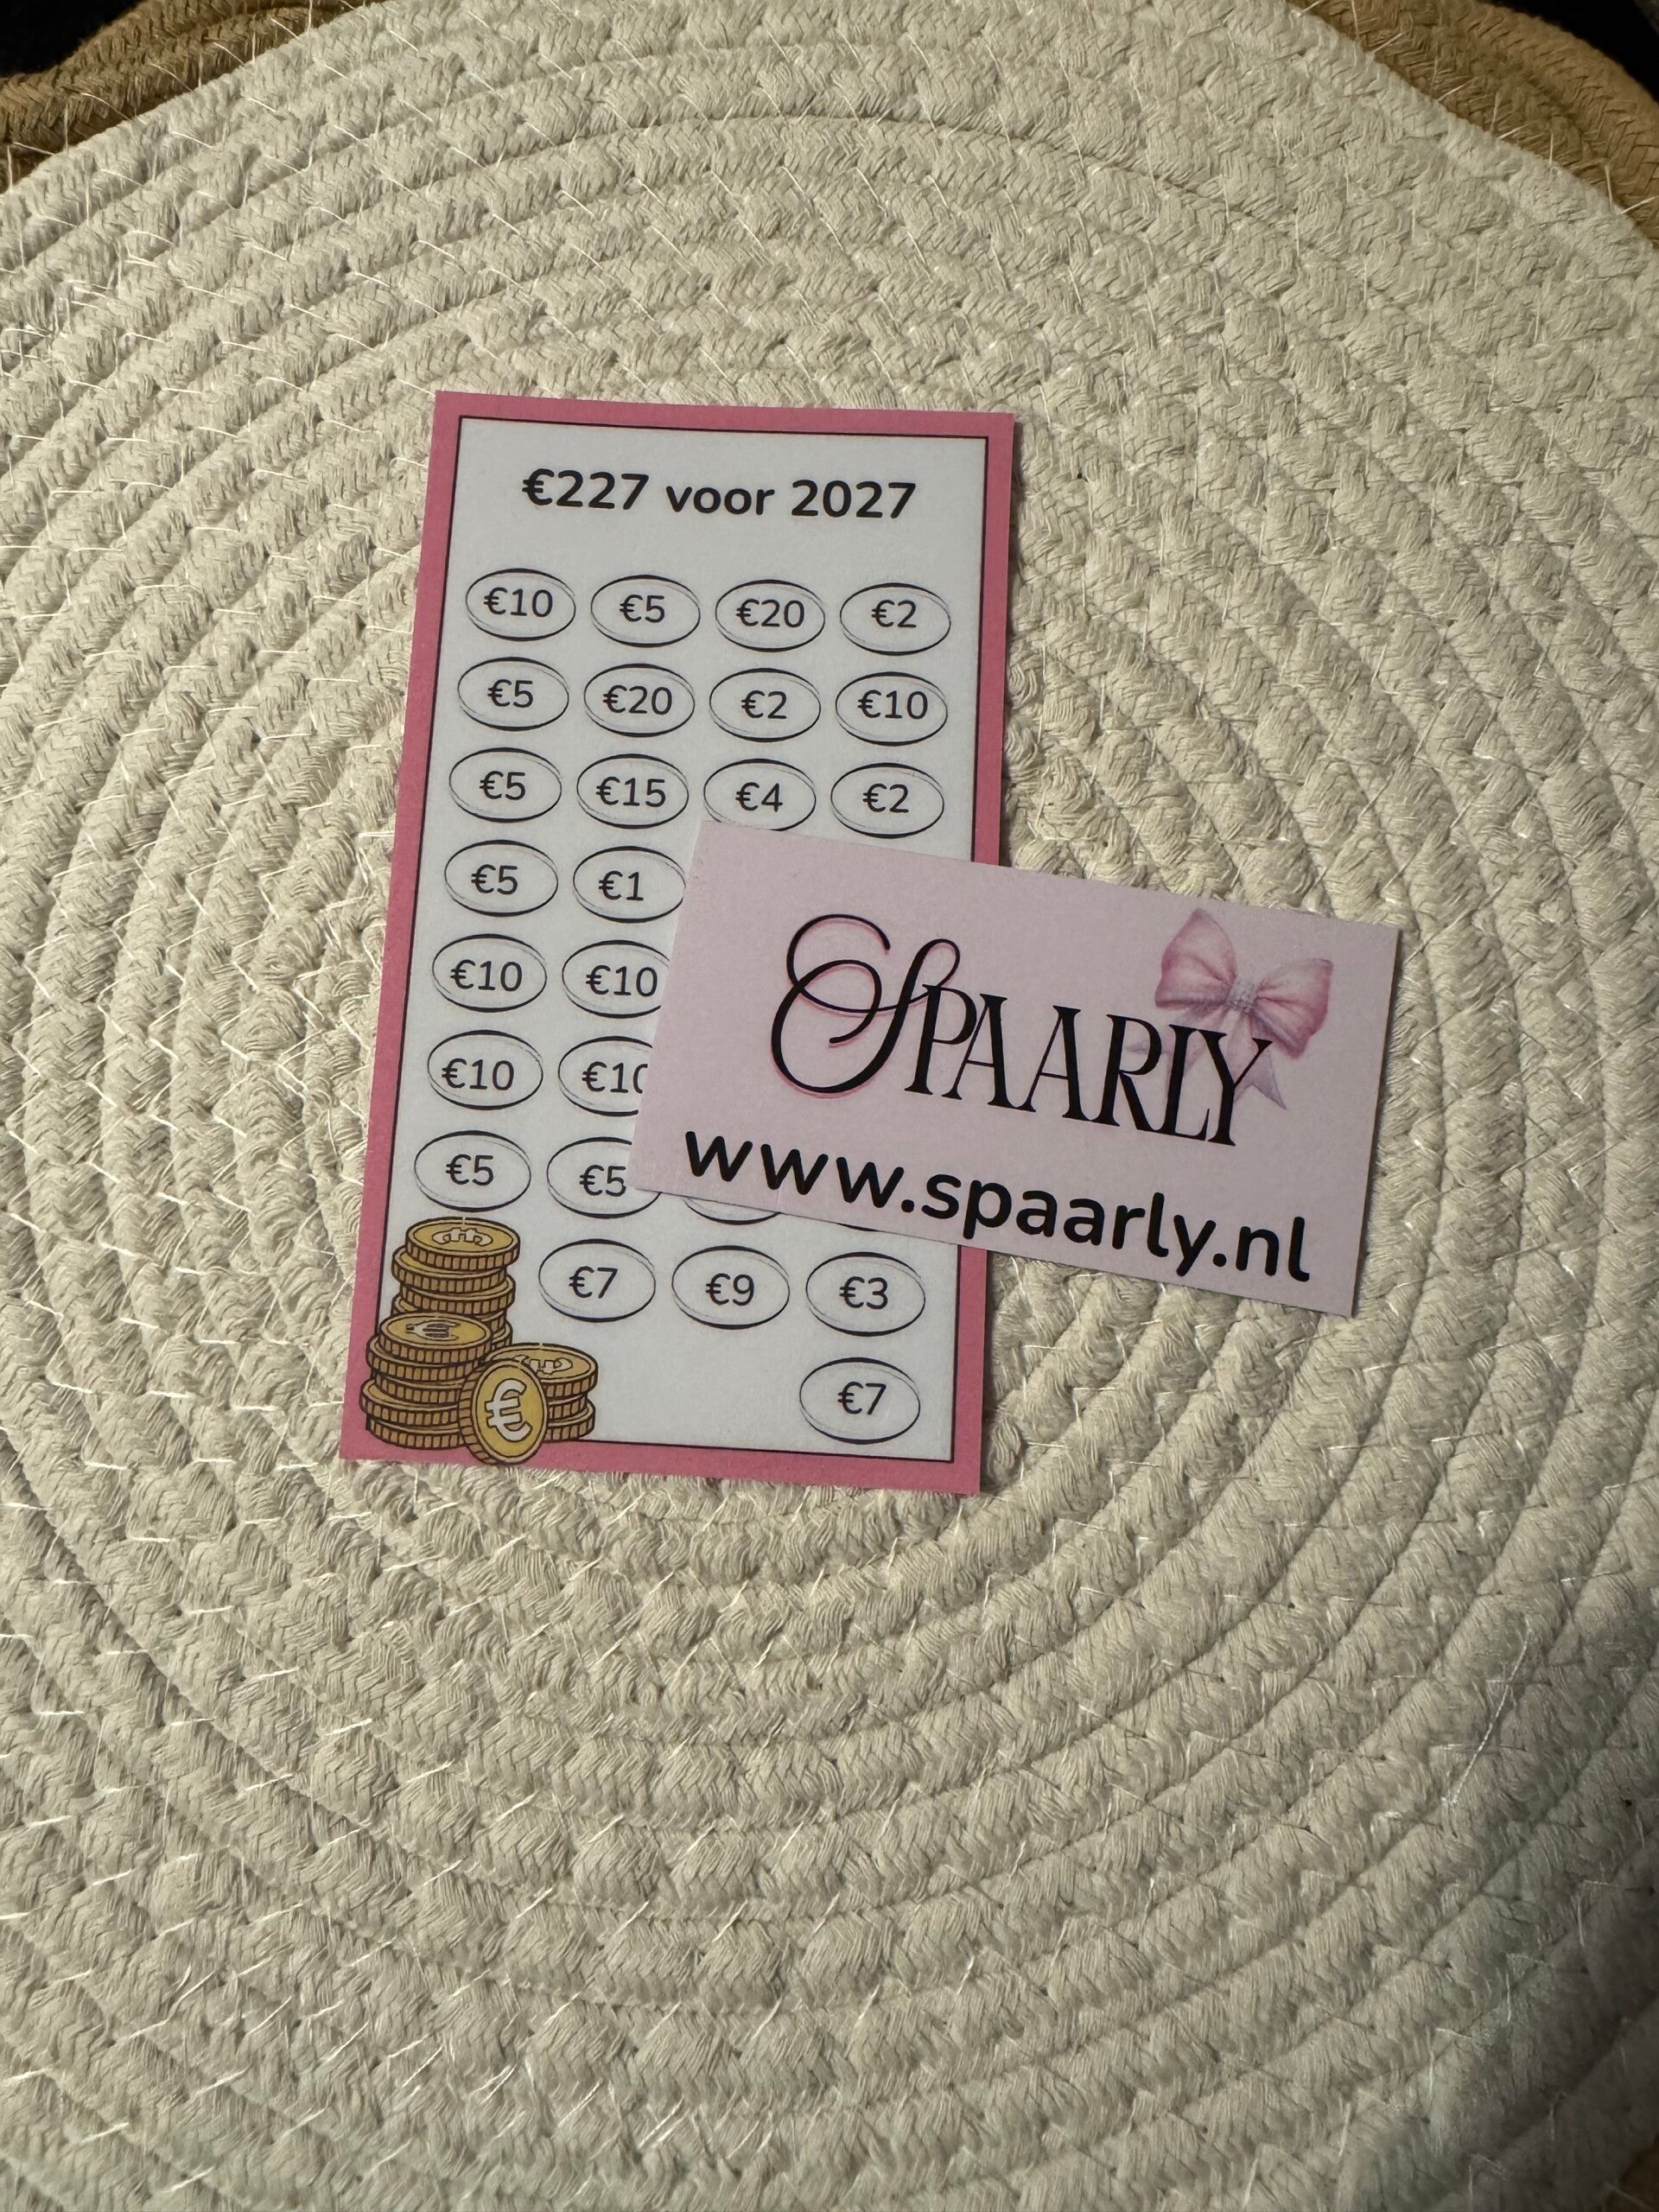 €227 voor 2027
€10 €5 €20 €2
€5 €20 €2 €10
€5 €15 €4 €2
€5 €1
€10 €10
€10
€5 €5
€7 €9 €3
€7
€
SPAARLY
www.spaarly.nl